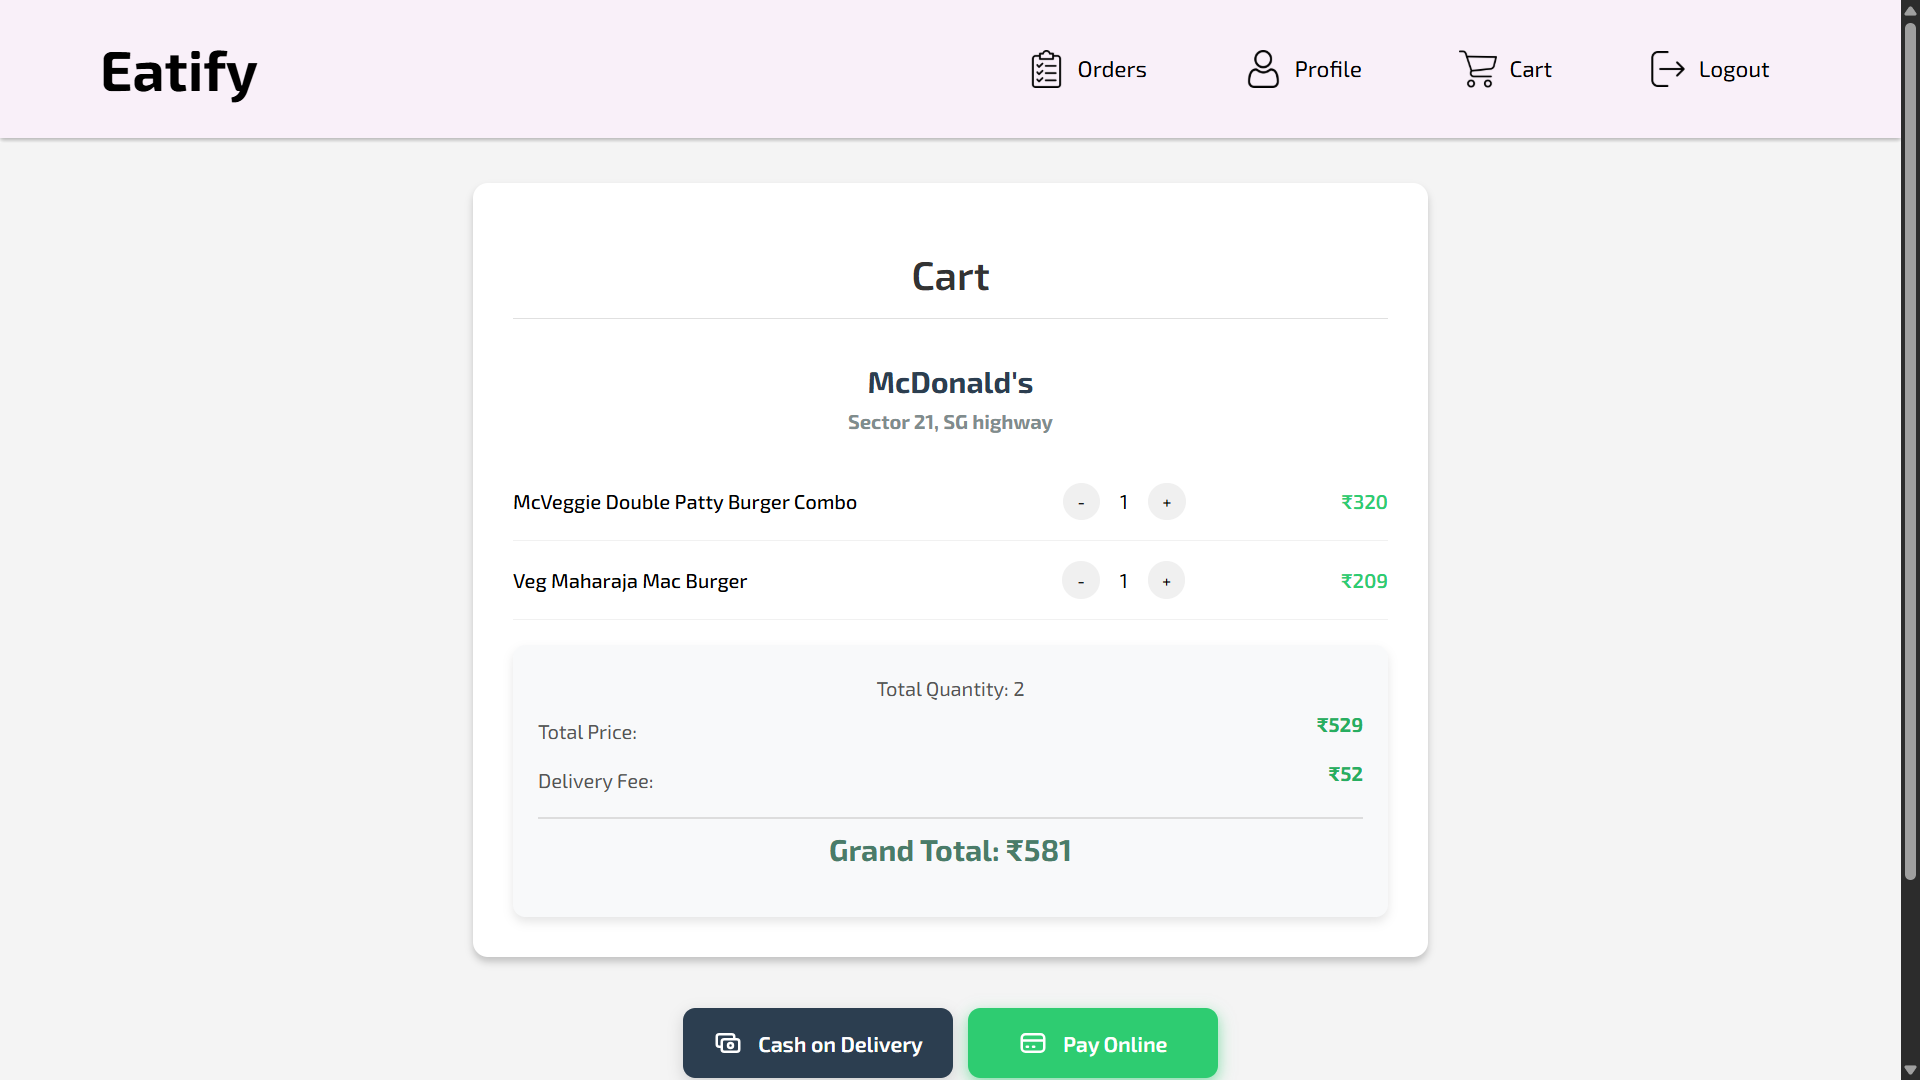 Eatify
Orders
Profile
Cart
Logout
Cart
McDonald's
Sector 21, SG highway
McVeggie Double Patty Burger Combo - 1 + ₹320
Veg Maharaja Mac Burger - 1 + ₹209
Total Quantity: 2
Total Price: ₹529
Delivery Fee: ₹52
Grand Total: ₹581
Cash on Delivery
Pay Online